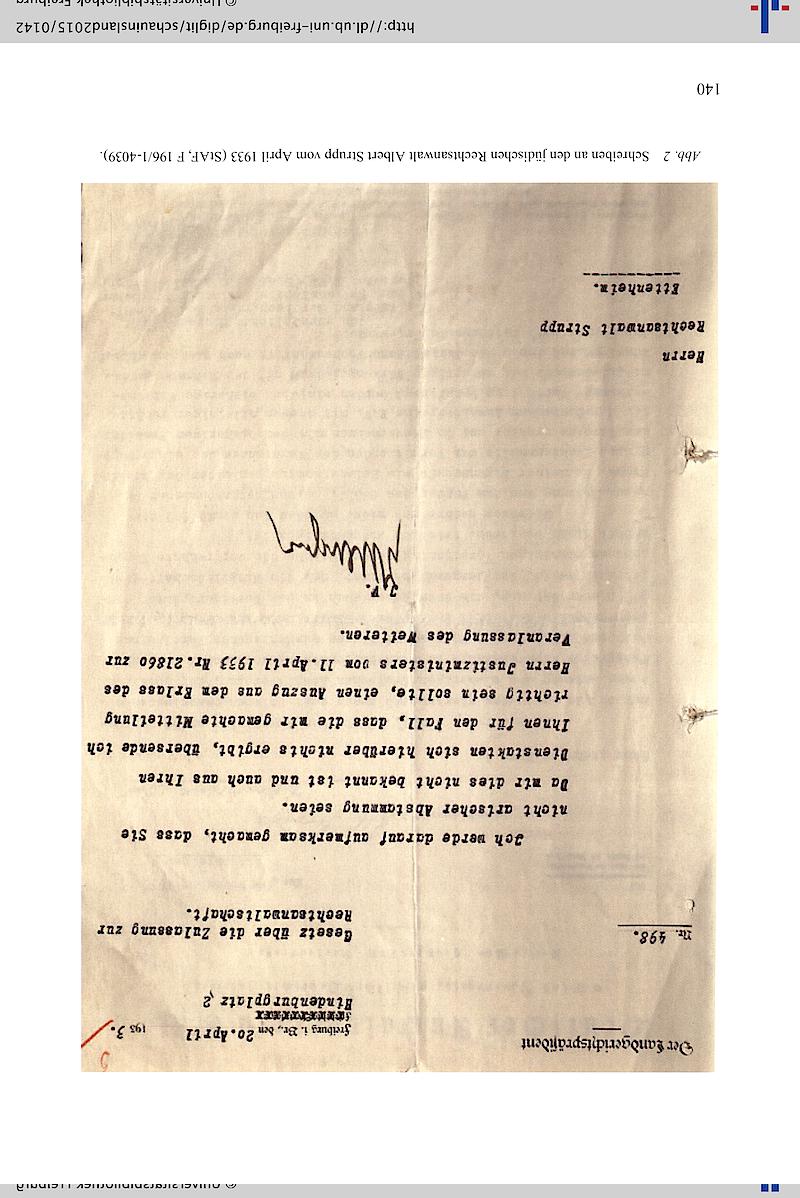 Der Landgerichtspräsident
Freiburg i. Br., den 20.April 193 3.
Hindenburgplatz 2
Nr. 498.
Gesetz über die Zulassung zur
Rechtsanwaltschaft.
Ich werde darauf aufmerksam gemacht, dass Sie
nicht arischer Abstammung seien.
Da mir dies nicht bekannt ist und auch aus Ihren
Dienstakten sich hierüber nichts ergibt, übersende ich
Ihnen für den Fall, dass die mir gemachte Mitteilung
richtig sein sollte, einen Auszug aus dem Erlass des
Herrn Justizministers vom 11.April 1933 Nr.21860 zur
Veranlassung des Weiteren.
J.V.
Herrn
Rechtsanwalt Strupp
Ettenheim.
Abb. 2 Schreiben an den jüdischen Rechtsanwalt Albert Strupp vom April 1933 (StAF, F 196/1-4039).
140
http://dl.ub.uni-freiburg.de/diglit/schauinsland2015/0142
© Universitätsbibliothek Freiburg